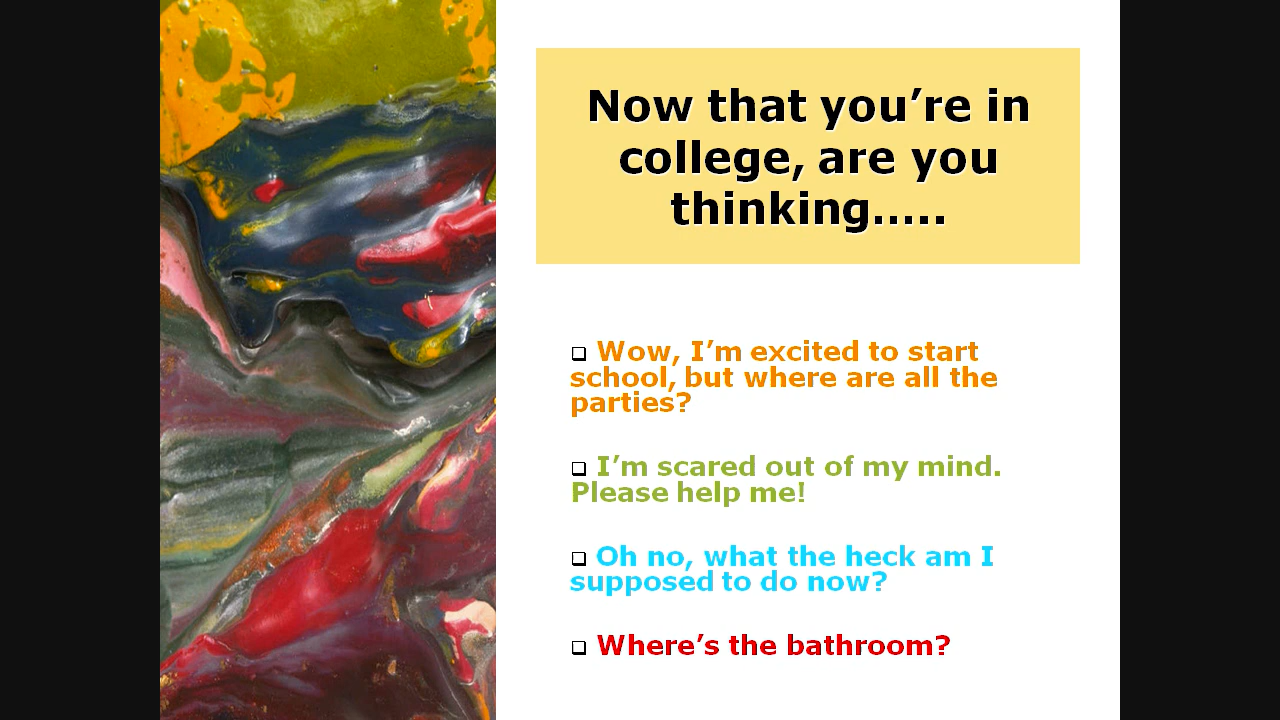 Now that you’re in
college, are you
thinking…..
❑ Wow, I’m excited to start
school, but where are all the
parties?
❑ I’m scared out of my mind.
Please help me!
❑ Oh no, what the heck am I
supposed to do now?
❑ Where’s the bathroom?